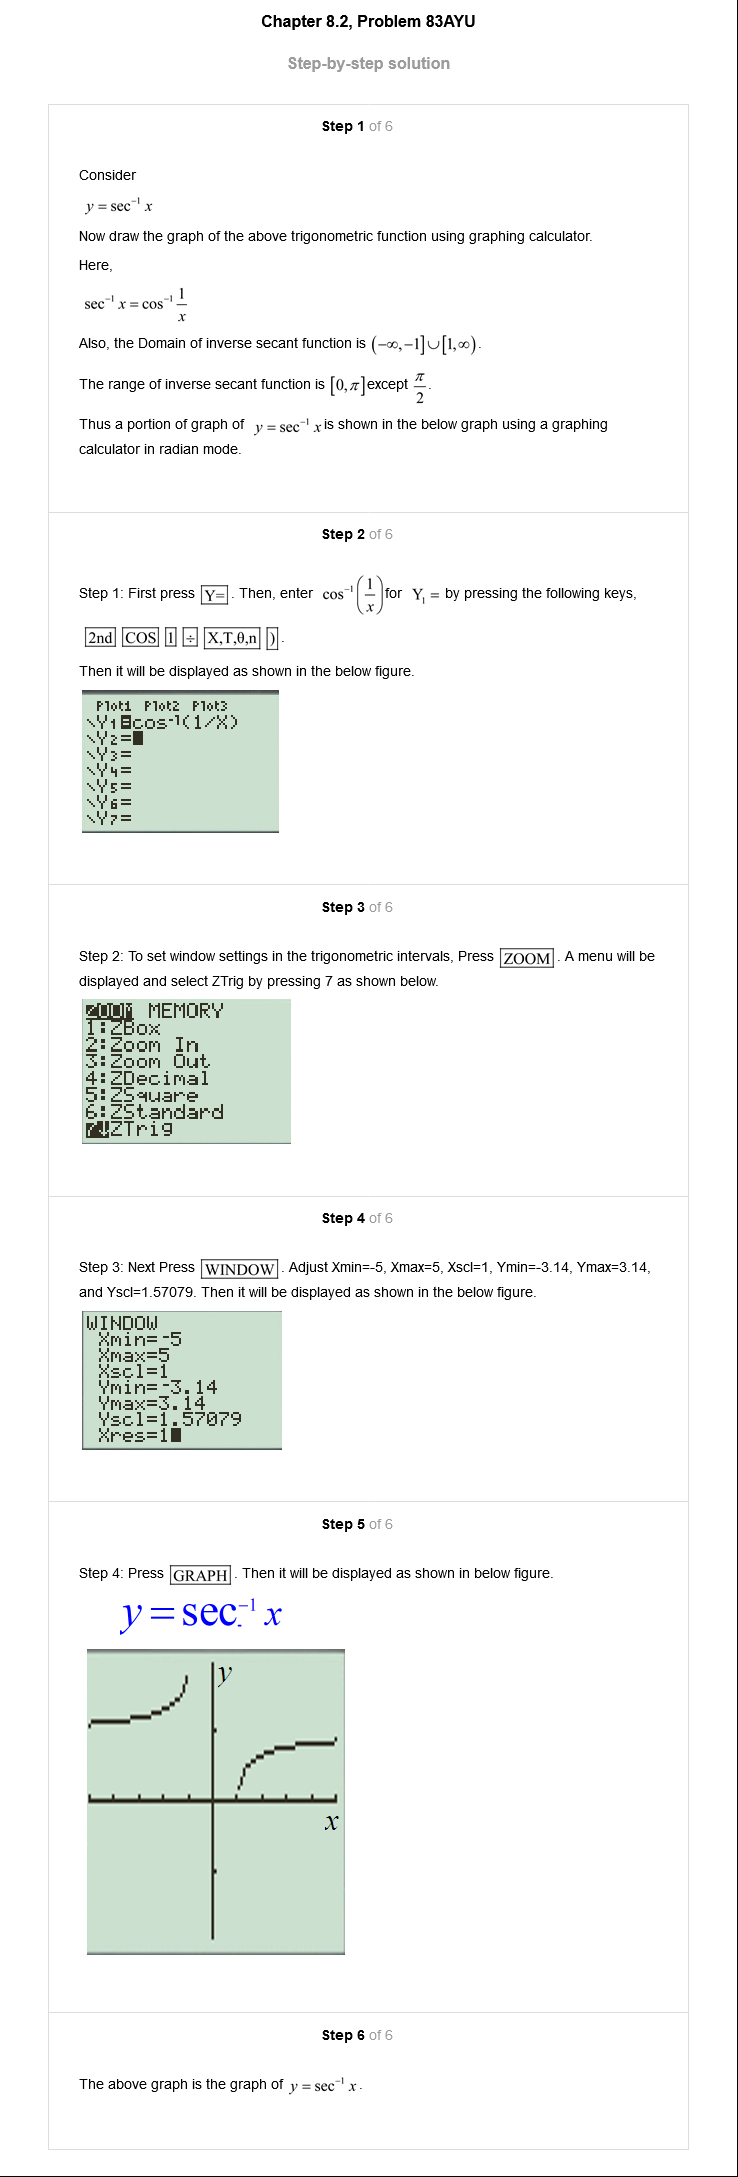 Chapter 8.2, Problem 83AYU
Step-by-step solution
Step 1 of 6
Consider
y = sec⁻¹ x
Now draw the graph of the above trigonometric function using graphing calculator.
Here,
sec⁻¹ x = cos⁻¹ 1/x
Also, the Domain of inverse secant function is (−∞, −1]∪[1, ∞).
The range of inverse secant function is [0, π] except π/2.
Thus a portion of graph of y = sec⁻¹ x is shown in the below graph using a graphing
calculator in radian mode.
Step 2 of 6
Step 1: First press Y= . Then, enter cos⁻¹(1/x) for Y₁ = by pressing the following keys,
2nd COS 1 ÷ X,T,θ,n ) .
Then it will be displayed as shown in the below figure.
Plot1 Plot2 Plot3
\Y1=cos⁻¹(1/X)
\Y2=
\Y3=
\Y4=
\Y5=
\Y6=
\Y7=
Step 3 of 6
Step 2: To set window settings in the trigonometric intervals, Press ZOOM . A menu will be
displayed and select ZTrig by pressing 7 as shown below.
ZOOM MEMORY
1:ZBox
2:Zoom In
3:Zoom Out
4:ZDecimal
5:ZSquare
6:ZStandard
7↓ZTrig
Step 4 of 6
Step 3: Next Press WINDOW . Adjust Xmin=-5, Xmax=5, Xscl=1, Ymin=-3.14, Ymax=3.14,
and Yscl=1.57079. Then it will be displayed as shown in the below figure.
WINDOW
Xmin=-5
Xmax=5
Xscl=1
Ymin=-3.14
Ymax=3.14
Yscl=1.57079
Xres=1
Step 5 of 6
Step 4: Press GRAPH . Then it will be displayed as shown in below figure.
y = sec⁻¹ x
y
x
Step 6 of 6
The above graph is the graph of y = sec⁻¹ x .